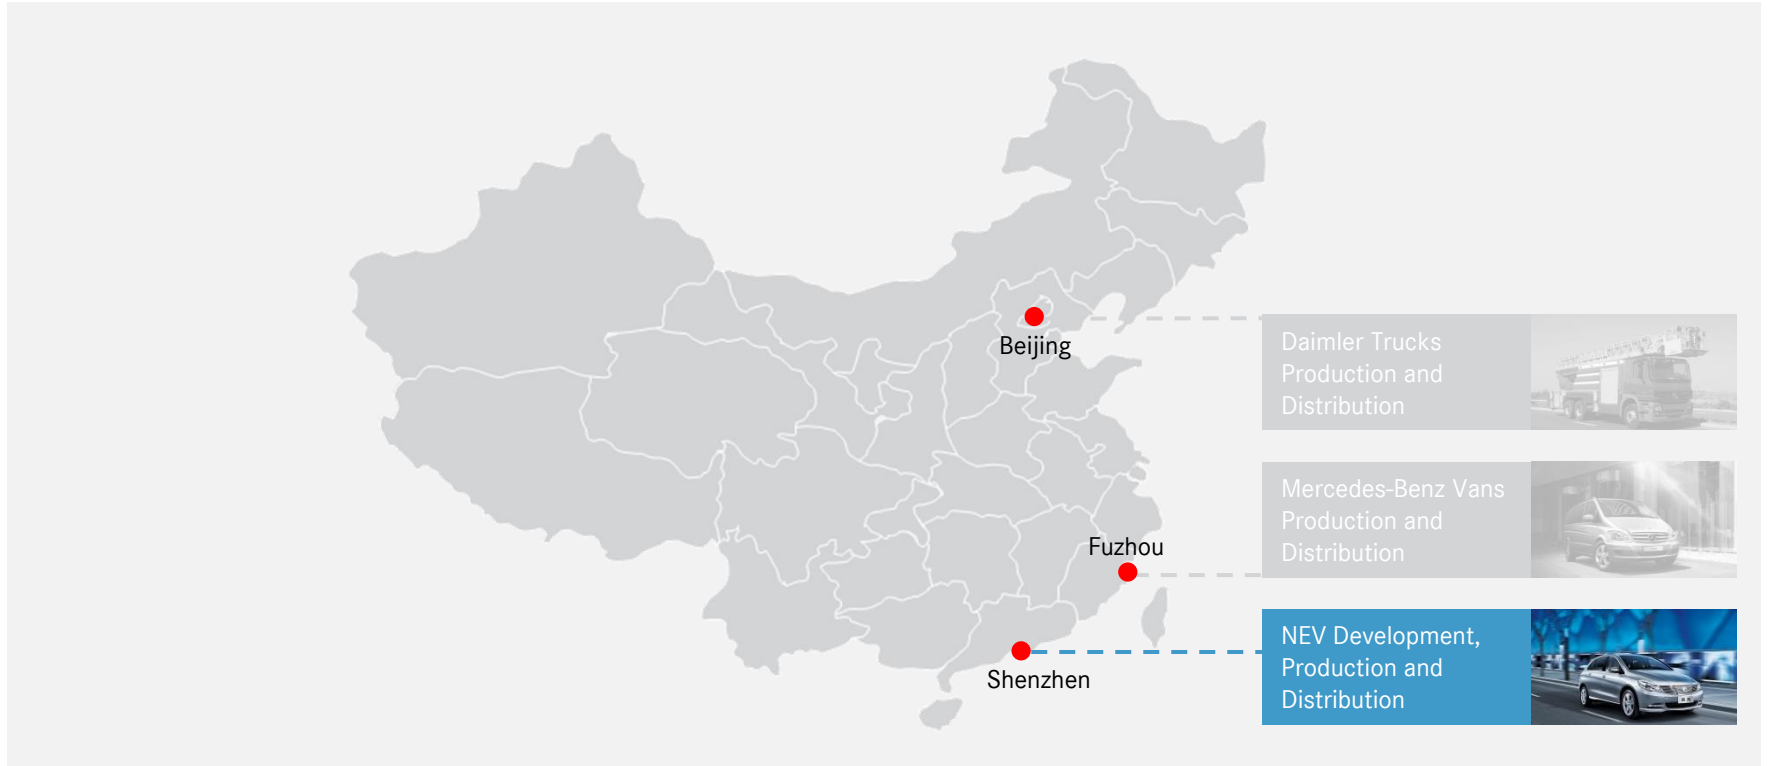 Beijing
Daimler Trucks
Production and
Distribution
Mercedes-Benz Vans
Production and
Distribution
Fuzhou
NEV Development,
Production and
Distribution
Shenzhen